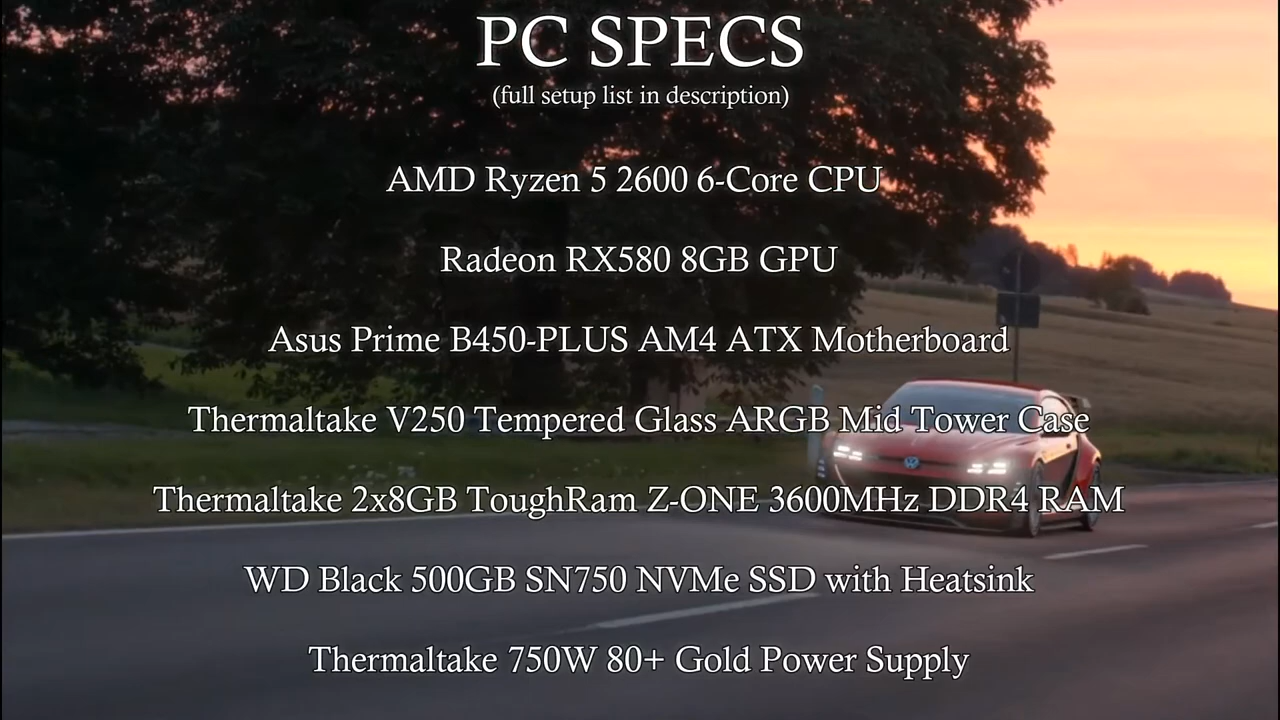 PC SPECS
(full setup list in description)
AMD Ryzen 5 2600 6-Core CPU
Radeon RX580 8GB GPU
Asus Prime B450-PLUS AM4 ATX Motherboard
Thermaltake V250 Tempered Glass ARGB Mid Tower Case
Thermaltake 2x8GB ToughRam Z-ONE 3600MHz DDR4 RAM
WD Black 500GB SN750 NVMe SSD with Heatsink
Thermaltake 750W 80+ Gold Power Supply